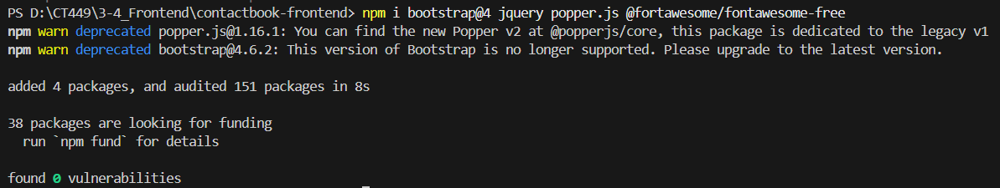 PS D:\CT449\3-4_Frontend\contactbook-frontend> npm i bootstrap@4 jquery popper.js @fortawesome/fontawesome-free
npm warn deprecated popper.js@1.16.1: You can find the new Popper v2 at @popperjs/core, this package is dedicated to the legacy v1
npm warn deprecated bootstrap@4.6.2: This version of Bootstrap is no longer supported. Please upgrade to the latest version.
added 4 packages, and audited 151 packages in 8s
38 packages are looking for funding
  run `npm fund` for details
found 0 vulnerabilities